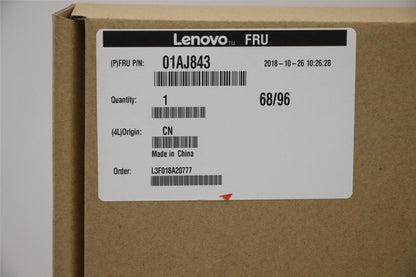 Lenovo™ FRU
(P)FRU P/N: 01AJ843 2018-10-26 10:26:28
Quantity: 1 68/96
(4L)Origin: CN
Made in China
Order: L3F018A20777